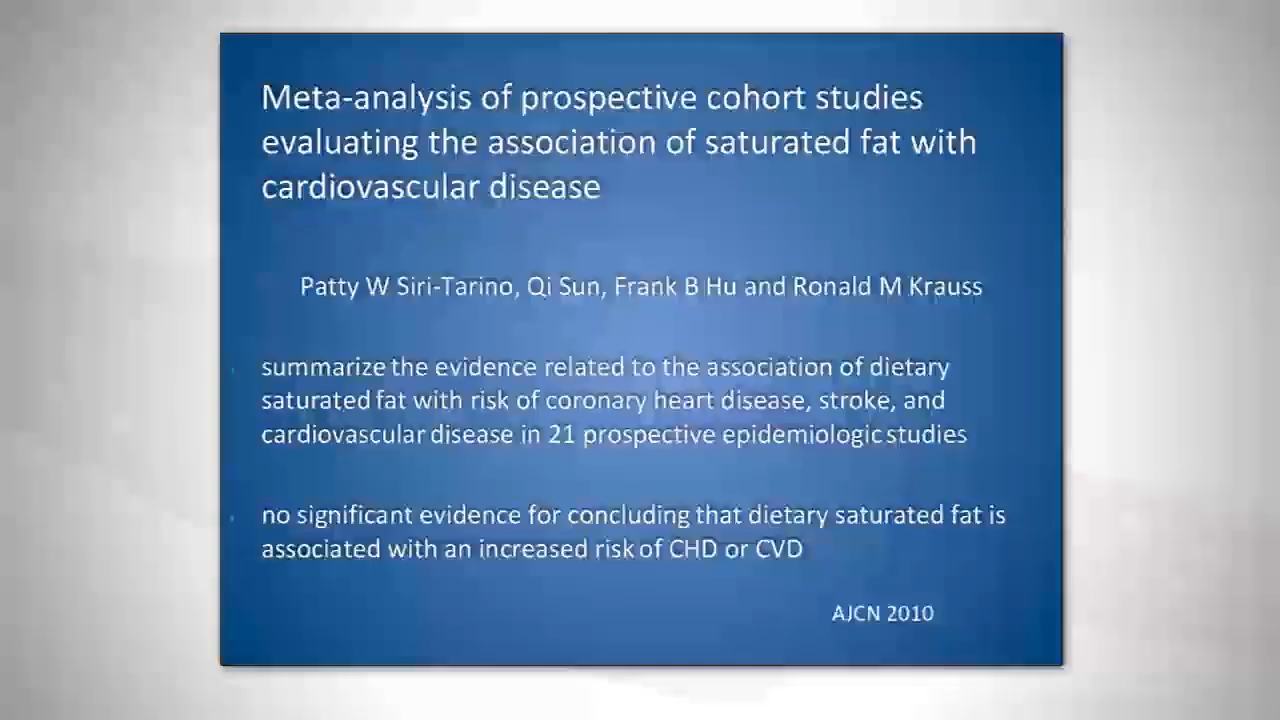 Meta-analysis of prospective cohort studies
evaluating the association of saturated fat with
cardiovascular disease
Patty W Siri-Tarino, Qi Sun, Frank B Hu and Ronald M Krauss
summarize the evidence related to the association of dietary
saturated fat with risk of coronary heart disease, stroke, and
cardiovascular disease in 21 prospective epidemiologic studies
no significant evidence for concluding that dietary saturated fat is
associated with an increased risk of CHD or CVD
AJCN 2010